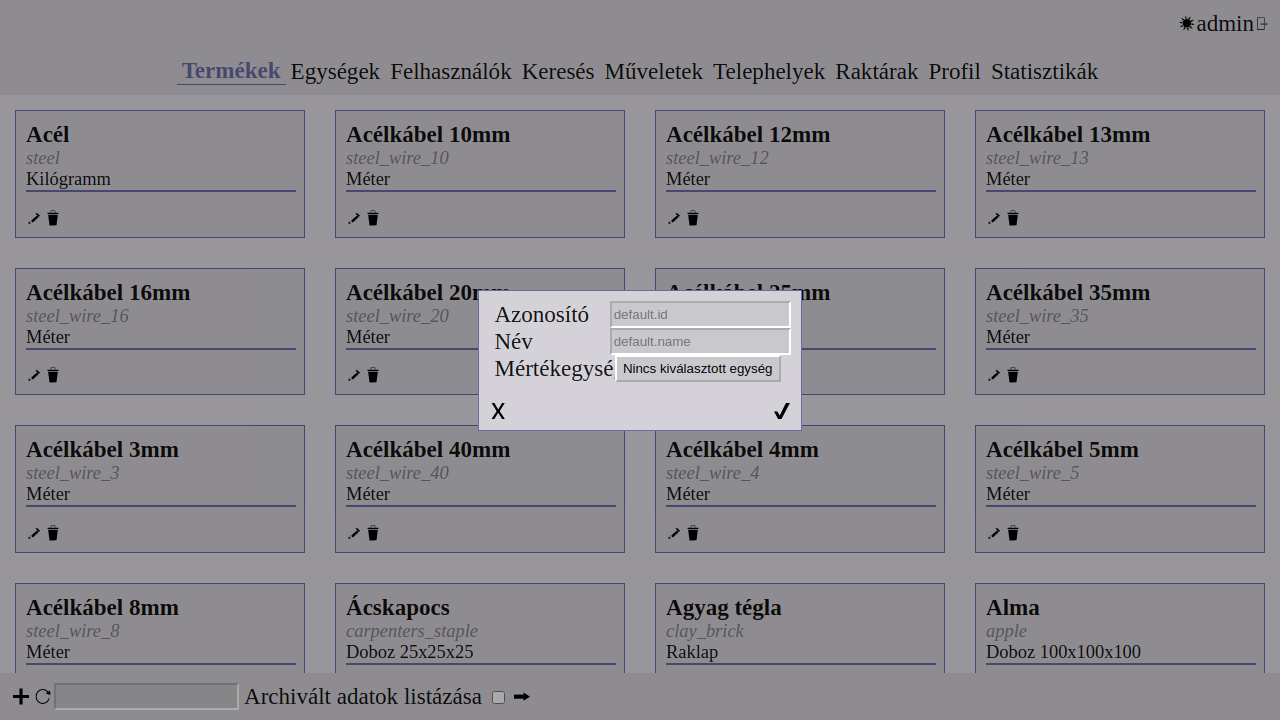 admin
Termékek Egységek Felhasználók Keresés Műveletek Telephelyek Raktárak Profil Statisztikák
Acél
steel
Kilógramm
Acélkábel 10mm
steel_wire_10
Méter
Acélkábel 12mm
steel_wire_12
Méter
Acélkábel 13mm
steel_wire_13
Méter
Acélkábel 16mm
steel_wire_16
Méter
Acélkábel 20mm
steel_wire_20
Méter
Acélkábel 25mm
Acélkábel 35mm
steel_wire_35
Méter
Azonosító default.id
Név default.name
Mértékegysé Nincs kiválasztott egység
X
Acélkábel 3mm
steel_wire_3
Méter
Acélkábel 40mm
steel_wire_40
Méter
Acélkábel 4mm
steel_wire_4
Méter
Acélkábel 5mm
steel_wire_5
Méter
Acélkábel 8mm
steel_wire_8
Méter
Ácskapocs
carpenters_staple
Doboz 25x25x25
Agyag tégla
clay_brick
Raklap
Alma
apple
Doboz 100x100x100
Archivált adatok listázása